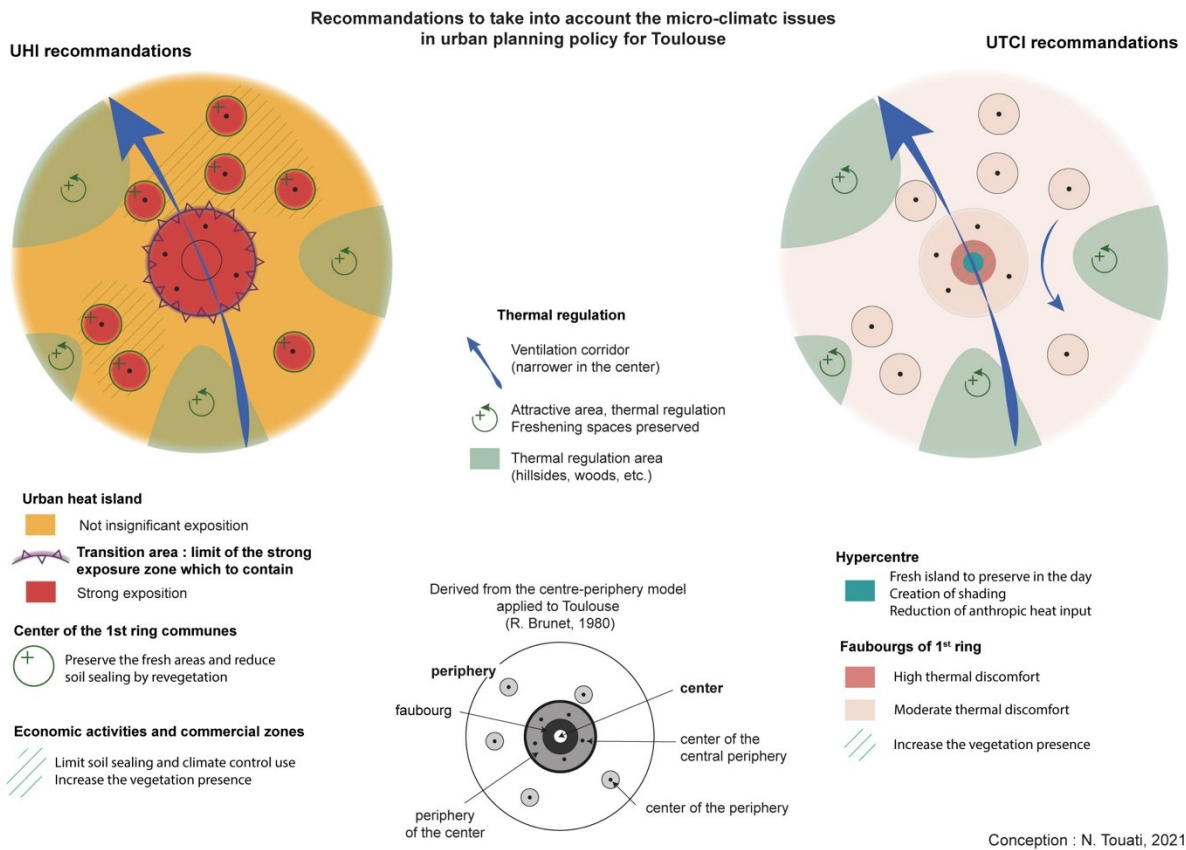 Recommandations to take into account the micro-climatc issues
in urban planning policy for Toulouse
UHI recommandations
UTCI recommandations
Thermal regulation
Ventilation corridor
(narrower in the center)
Attractive area, thermal regulation
Freshening spaces preserved
Thermal regulation area
(hillsides, woods, etc.)
Urban heat island
Not insignificant exposition
Transition area : limit of the strong
exposure zone which to contain
Strong exposition
Center of the 1st ring communes
Preserve the fresh areas and reduce
soil sealing by revegetation
Economic activities and commercial zones
Limit soil sealing and climate control use
Increase the vegetation presence
Derived from the centre-periphery model
applied to Toulouse
(R. Brunet, 1980)
periphery
faubourg
center
center of the
central periphery
center of the periphery
periphery
of the center
Hypercentre
Fresh island to preserve in the day
Creation of shading
Reduction of anthropic heat input
Faubourgs of 1st ring
High thermal discomfort
Moderate thermal discomfort
Increase the vegetation presence
Conception : N. Touati, 2021